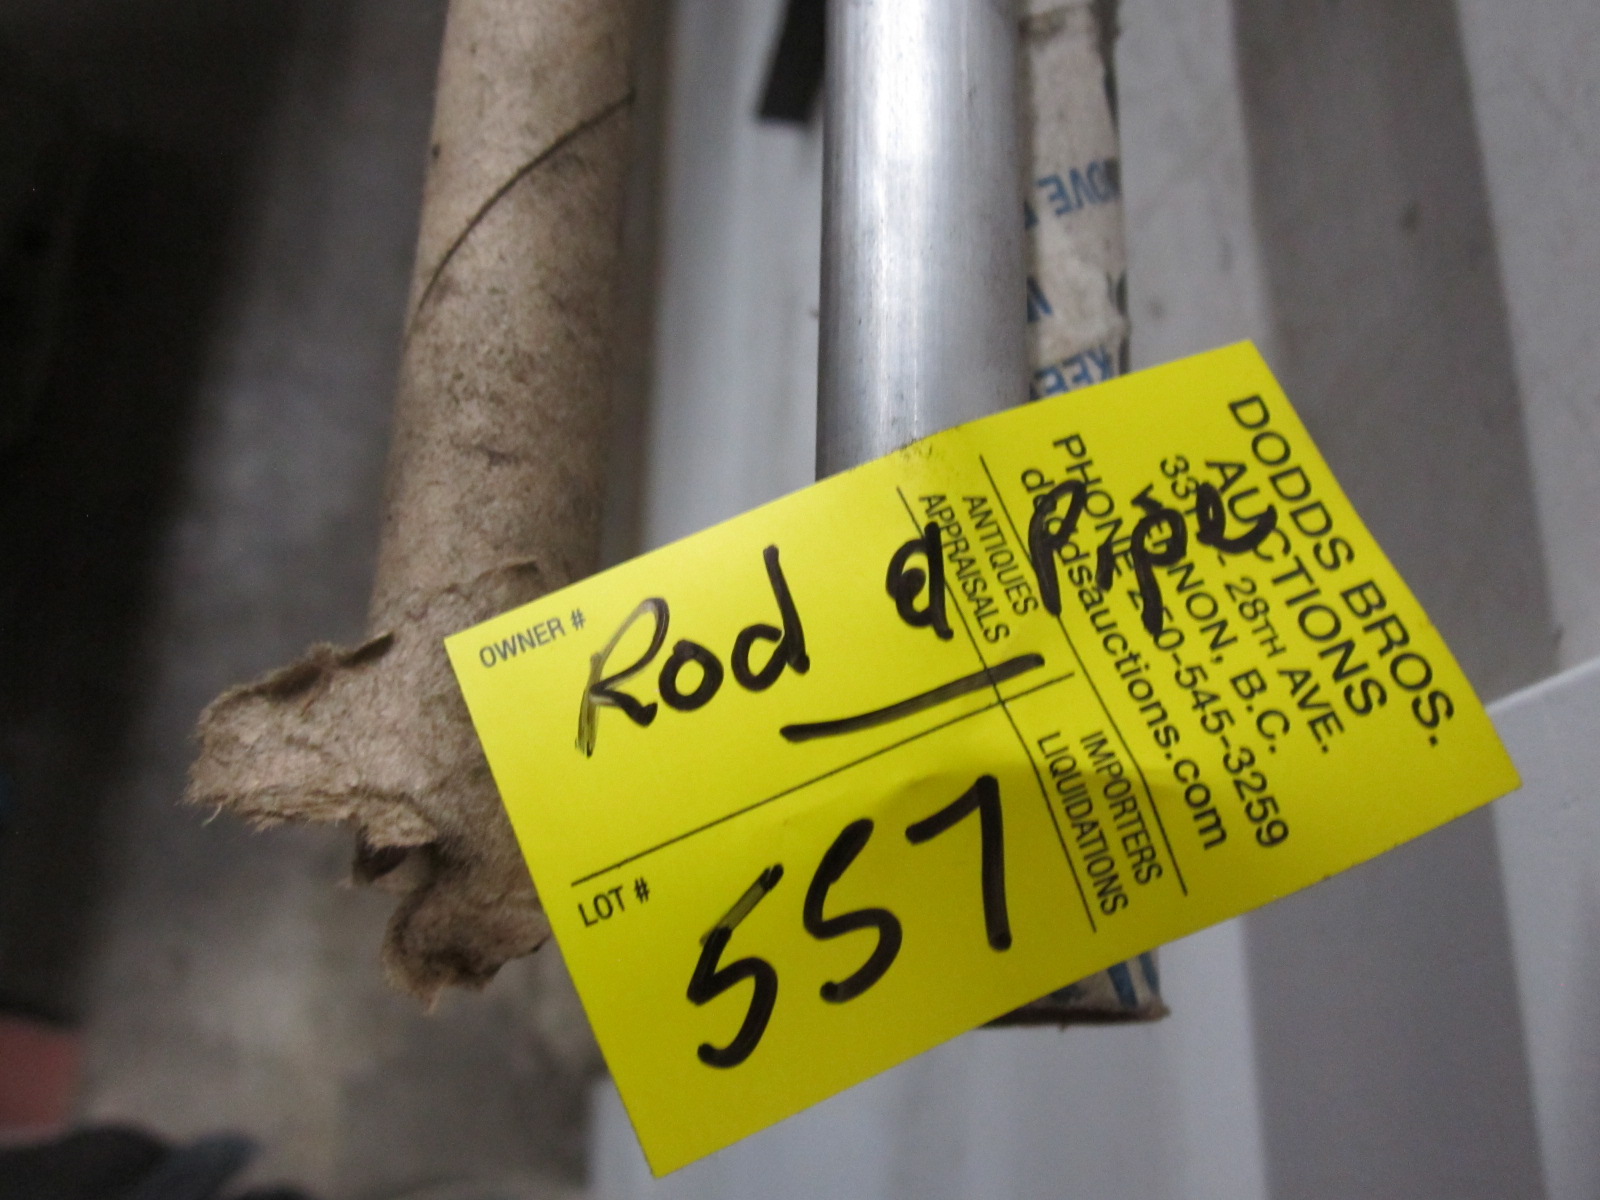 DODDS BROS.
AUCTIONS
28TH AVE.
VERNON, B.C.
PHONE 250-545-3259
doddsauctions.com
ANTIQUES
APPRAISALS
IMPORTERS
LIQUIDATIONS
OWNER #
Rod @ Pipe
LOT #
557
KEE